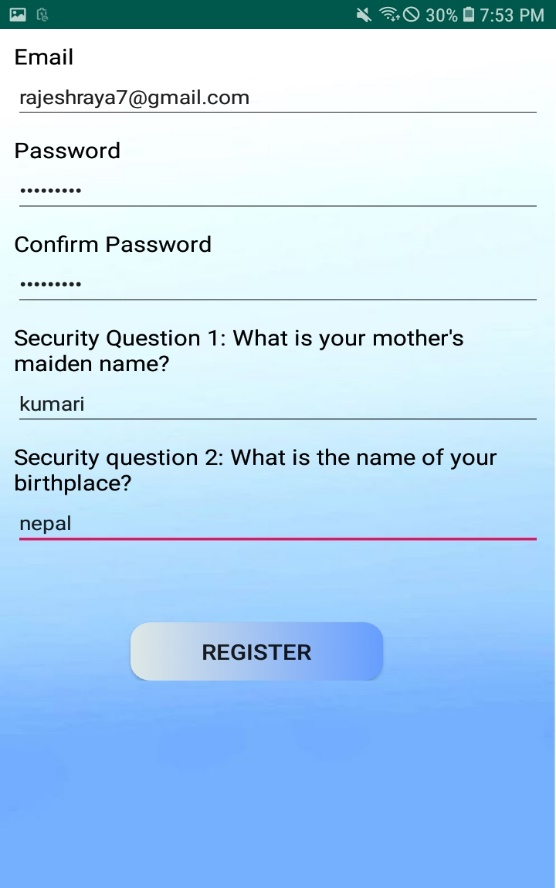 30% 7:53 PM
Email
rajeshraya7@gmail.com
Password
•••••••••
Confirm Password
•••••••••
Security Question 1: What is your mother's
maiden name?
kumari
Security question 2: What is the name of your
birthplace?
nepal
REGISTER